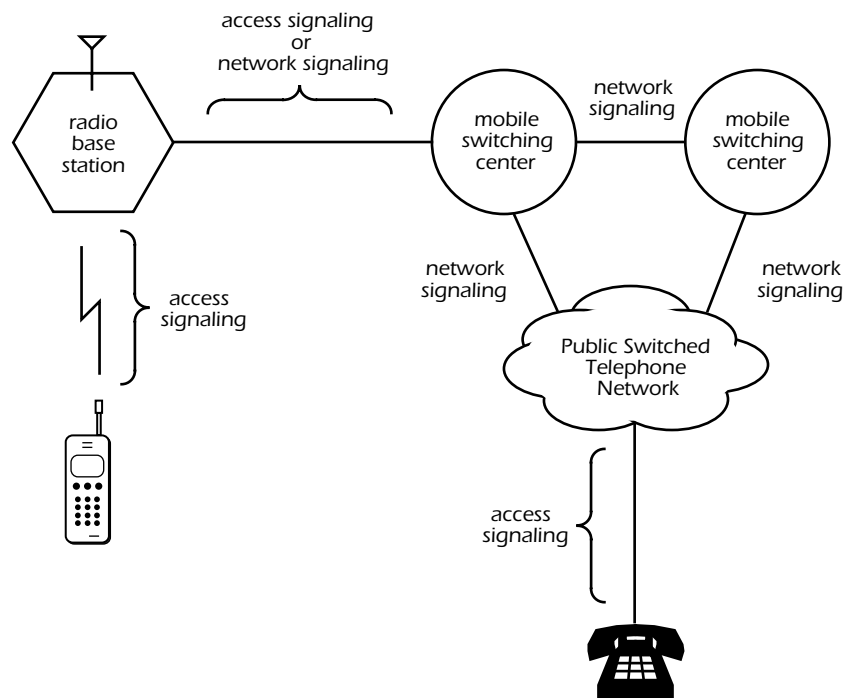 access signaling
or
network signaling
radio
base
station
mobile
switching
center
network
signaling
mobile
switching
center
access
signaling
network
signaling
network
signaling
Public Switched
Telephone
Network
access
signaling